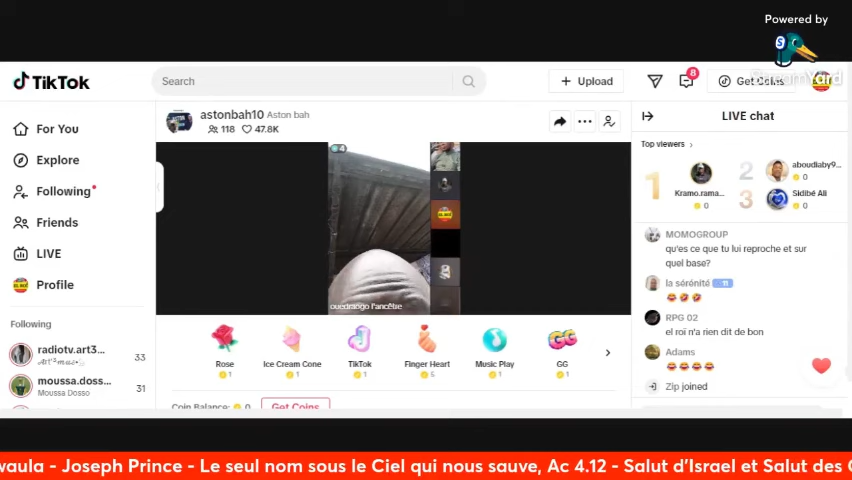 Powered by
StreamYard
TikTok
Search
+ Upload
8
Get Coins
astonbah10 Aston bah
118 47.8K
LIVE chat
For You
Explore
Following
Friends
LIVE
Profile
Following
radiotv.art3...
33
moussa.doss...
Moussa Dosso
31
4
ouedraogo l'ancêtre
Rose
1
Ice Cream Cone
1
TikTok
1
Finger Heart
5
Music Play
1
GG
1
Coin Balance: 0 Get Coins
Top viewers
1
Kramo.rama...
0
2
aboudiaby9...
0
3
Sidibé Ali
0
MOMOGROUP
qu'es ce que tu lui reproche et sur
quel base?
la sérénité 11
RPG 02
el roi n'a rien dit de bon
Adams
Zip joined
waula - Joseph Prince - Le seul nom sous le Ciel qui nous sauve, Ac 4.12 - Salut d'Israel et Salut des